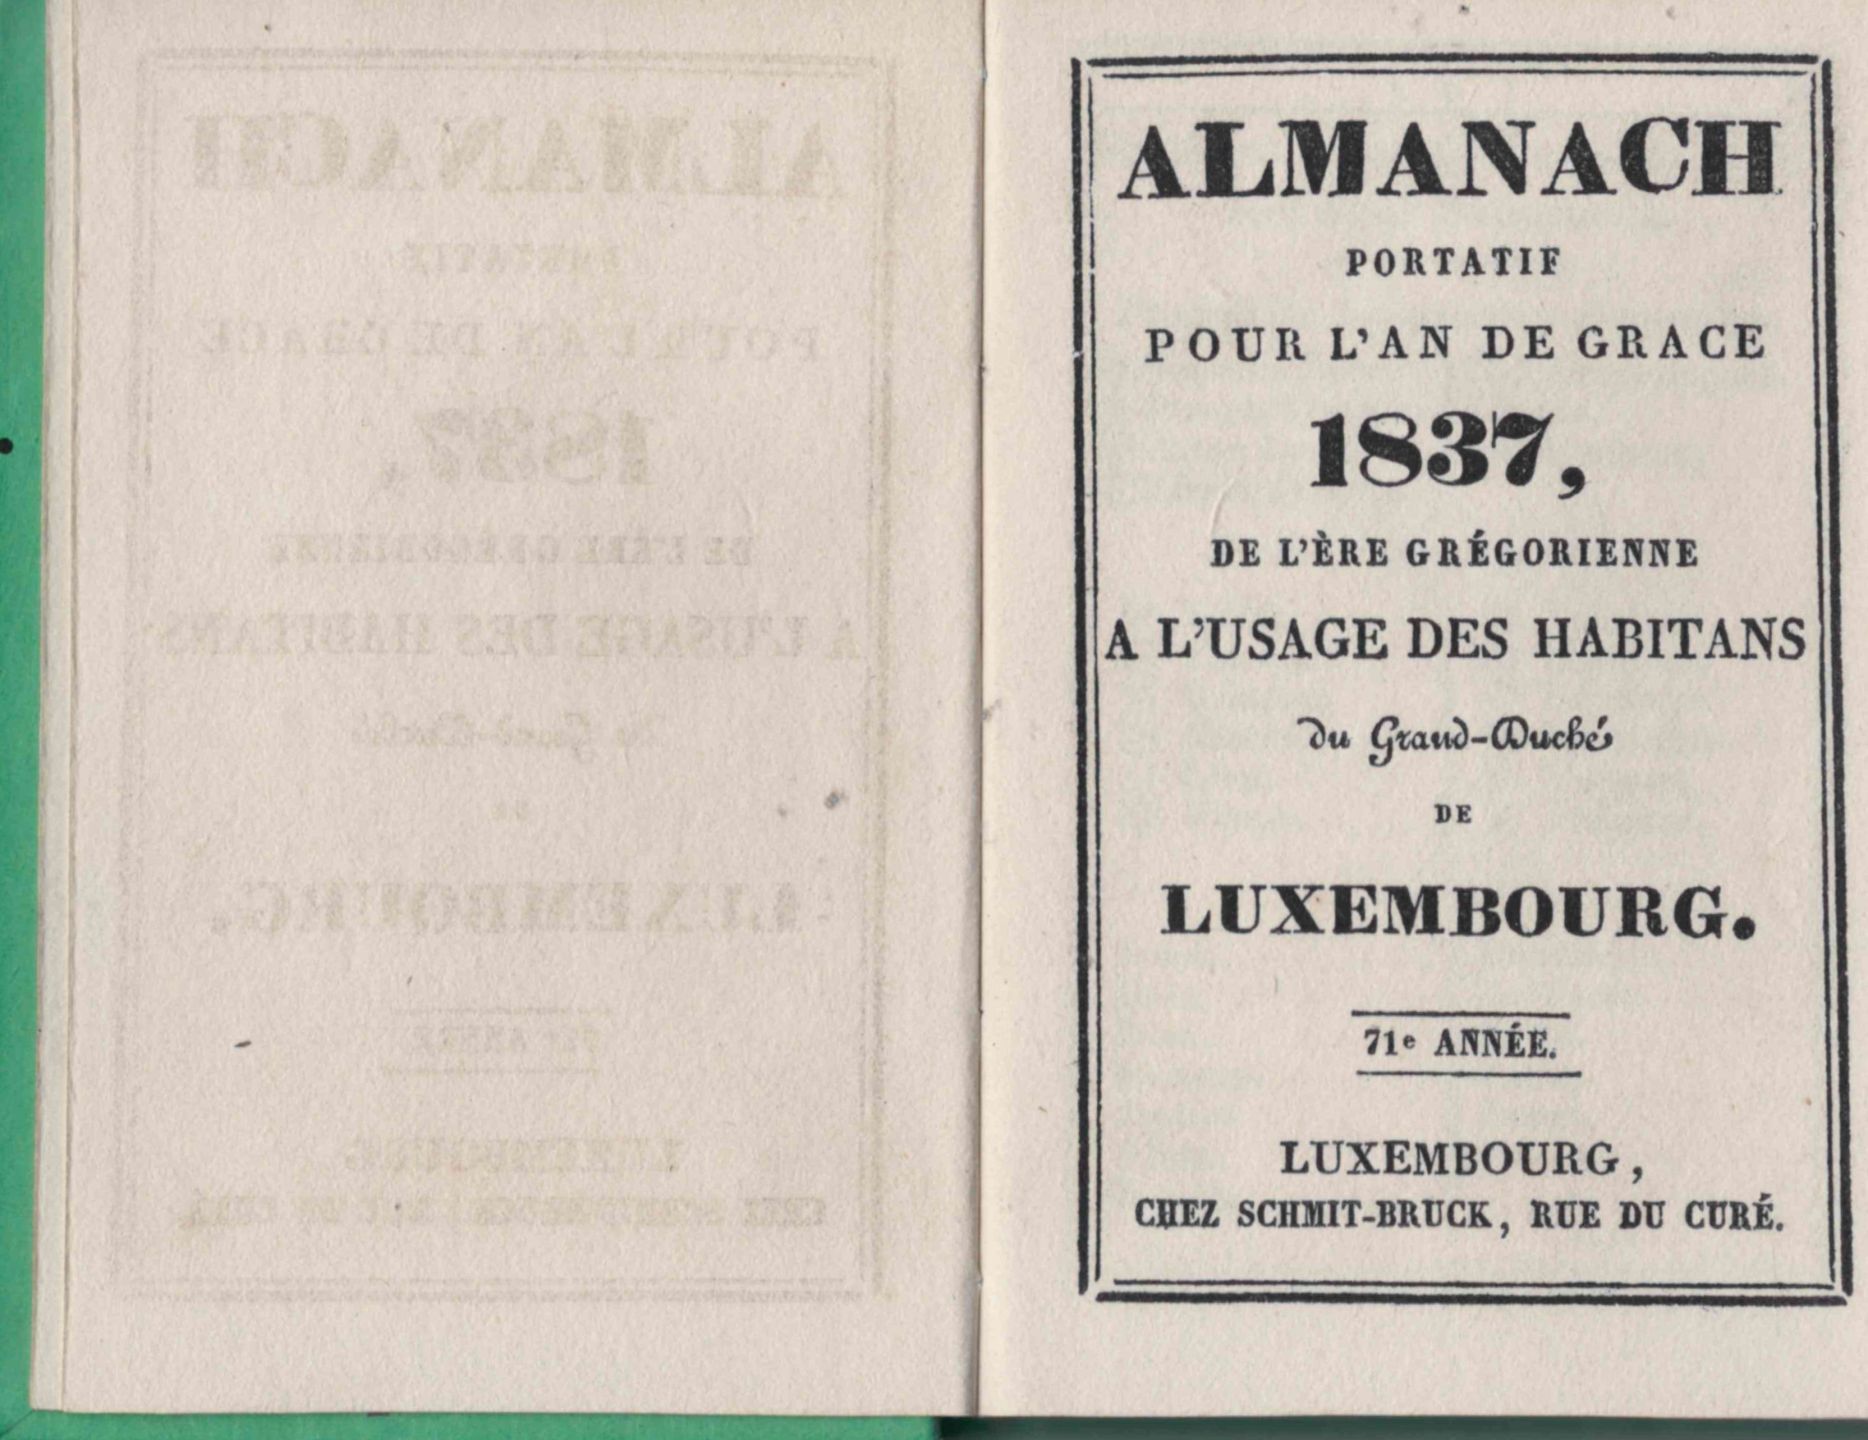 ALMANACH
PORTATIF
POUR L'AN DE GRACE
1837,
DE L'ÈRE GRÉGORIENNE
A L'USAGE DES HABITANS
du Grand-Duché
DE
LUXEMBOURG.
71e ANNÉE.
LUXEMBOURG,
CHEZ SCHMIT-BRUCK, RUE DU CURÉ.